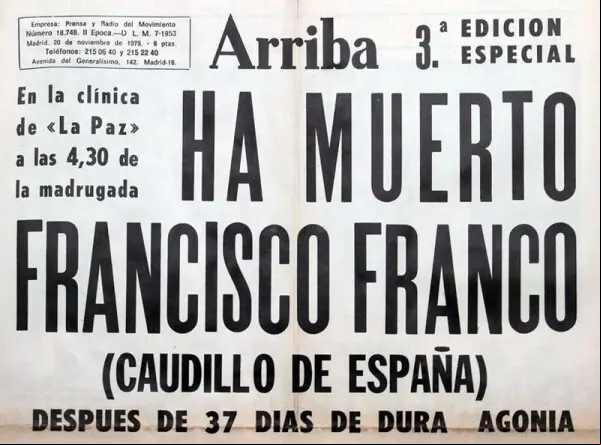 Empresa: Prensa y Radio del Movimiento
Número 18.748. II Epoca.—D L. M. 7-1953
Madrid. 20 de noviembre de 1975. - 8 ptas.
Teléfonos: 215 06 40 y 215 22 40
Avenida del Generalísimo, 142. Madrid-16.
Arriba
3.ª EDICION
ESPECIAL
En la clínica
de «La Paz»
a las 4,30 de
la madrugada
HA MUERTO
FRANCISCO FRANCO
(CAUDILLO DE ESPAÑA)
DESPUES DE 37 DIAS DE DURA AGONIA